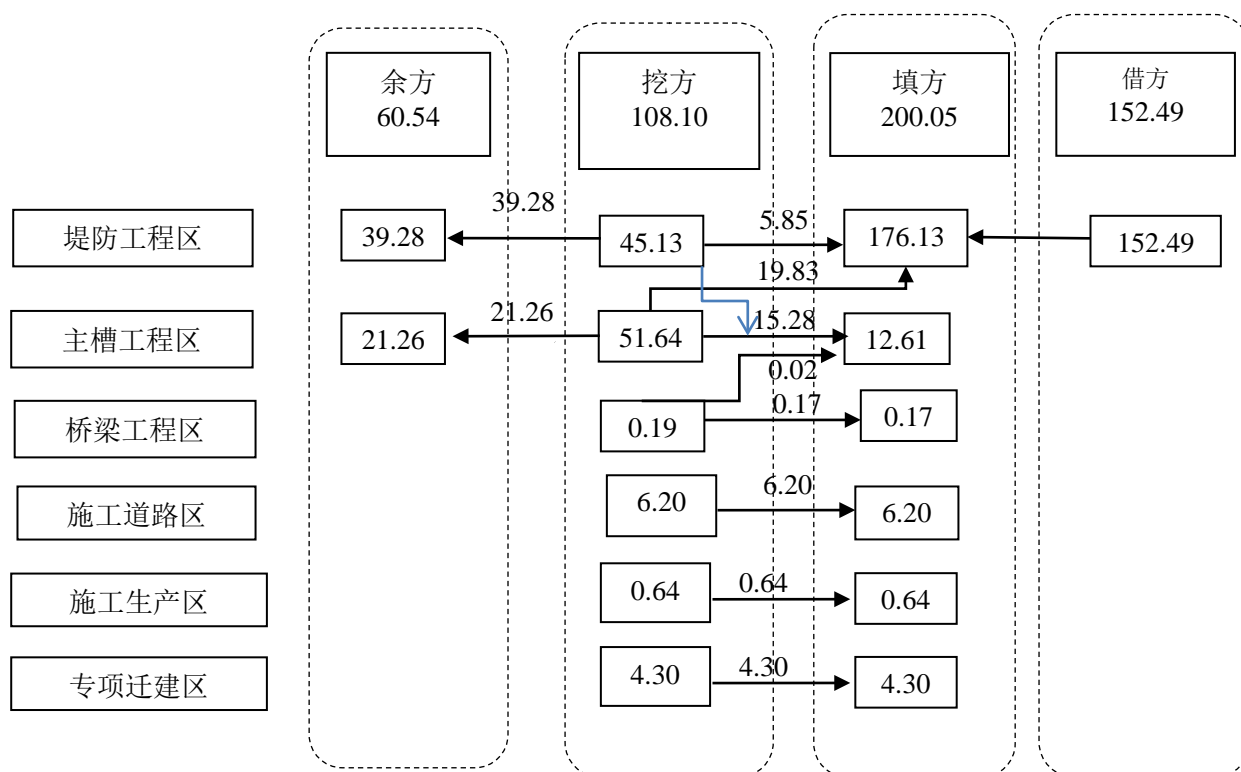 余方
60.54
挖方
108.10
填方
200.05
借方
152.49
堤防工程区
39.28
39.28
45.13
5.85
176.13
152.49
19.83
主槽工程区
21.26
21.26
51.64
15.28
12.61
0.02
桥梁工程区
0.19
0.17
0.17
施工道路区
6.20
6.20
6.20
施工生产区
0.64
0.64
0.64
专项迁建区
4.30
4.30
4.30